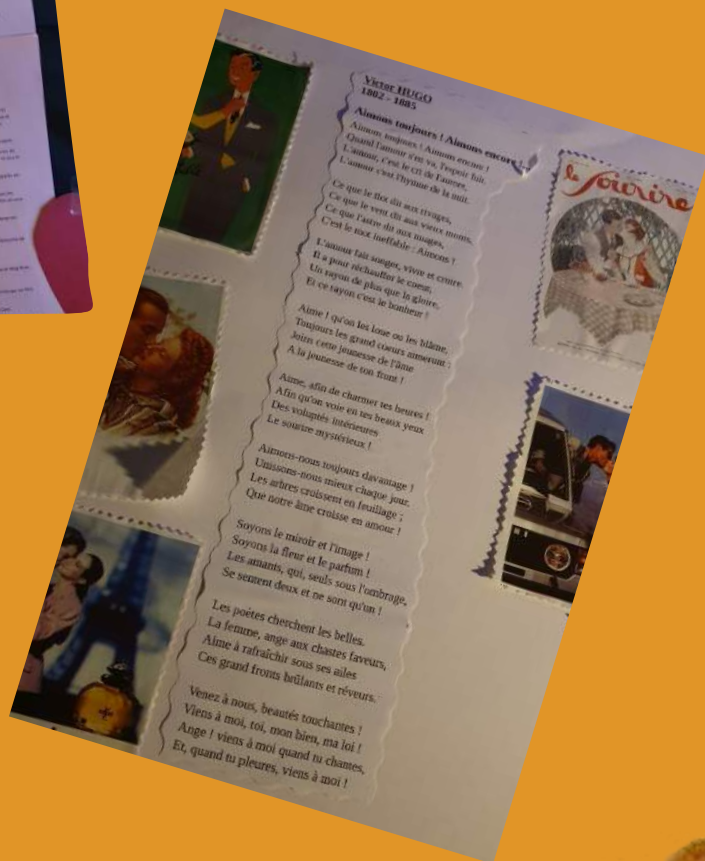 Victor HUGO
1802 - 1885
Aimons toujours ! Aimons encore !
Aimons toujours ! Aimons encore !
Quand l'amour s'en va, l'espoir fuit.
L'amour, c'est le cri de l'aurore,
L'amour c'est l'hymne de la nuit.
Ce que le flot dit aux rivages,
Ce que le vent dit aux vieux monts,
Ce que l'astre dit aux nuages,
C'est le mot ineffable : Aimons !
L'amour fait songer, vivre et croire.
Il a pour réchauffer le coeur,
Un rayon de plus que la gloire,
Et ce rayon c'est le bonheur !
Aime ! qu'on les loue ou les blâme,
Toujours les grand coeurs aimeront :
Joins cette jeunesse de l'âme
A la jeunesse de ton front !
Aime, afin de charmer tes heures !
Afin qu'on voie en tes beaux yeux
Des voluptés intérieures
Le sourire mystérieux !
Aimons-nous toujours davantage !
Unissons-nous mieux chaque jour.
Les arbres croissent en feuillage ;
Que notre âme croisse en amour !
Soyons le miroir et l'image !
Soyons la fleur et le parfum !
Les amants, qui, seuls sous l'ombrage,
Se sentent deux et ne sont qu'un !
Les poètes cherchent les belles.
La femme, ange aux chastes faveurs,
Aime à rafraîchir sous ses ailes
Ces grand fronts brûlants et rêveurs.
Venez à nous, beautés touchantes !
Viens à moi, toi, mon bien, ma loi !
Ange ! viens à moi quand tu chantes,
Et, quand tu pleures, viens à moi !
le Sourire